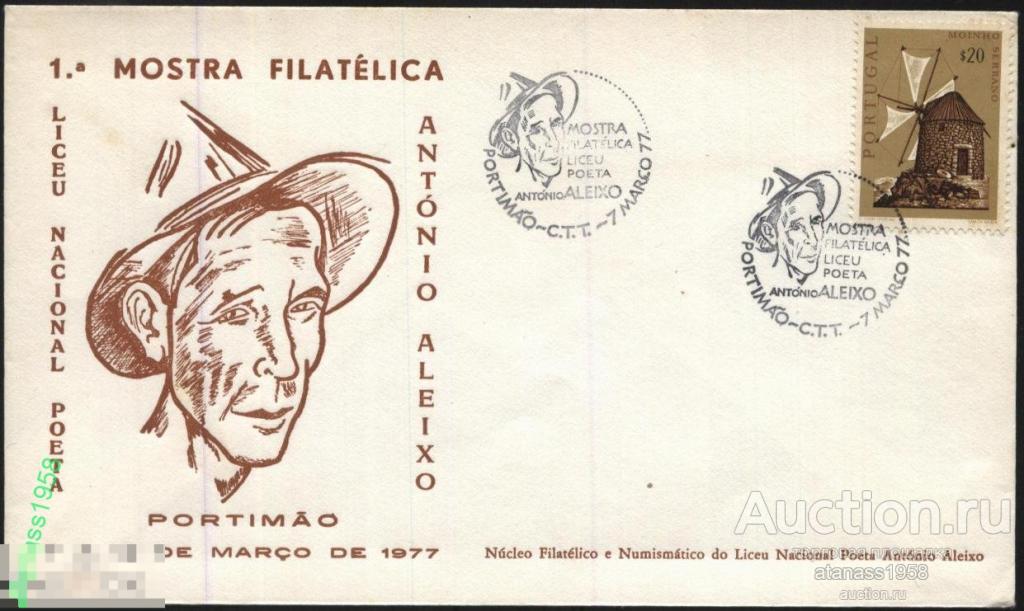 1.ª MOSTRA FILATÉLICA
LICEU NACIONAL POETA
ANTÓNIO ALEIXO
PORTIMÃO
DE MARÇO DE 1977
MOSTRA
FILATÉLICA
LICEU
POETA
ANTÓNIO ALEIXO
PORTIMÃO-C.T.T.-7 MARÇO 77
MOSTRA
FILATÉLICA
LICEU
POETA
ANTÓNIO ALEIXO
PORTIMÃO-C.T.T.-7 MARÇO 77
PORTUGAL
MOINHO SERRANO
$20
Núcleo Filatélico e Numismático do Liceu Nacional Poeta António Aleixo
Auction.ru
atanass1958
auction.ru
ass1958